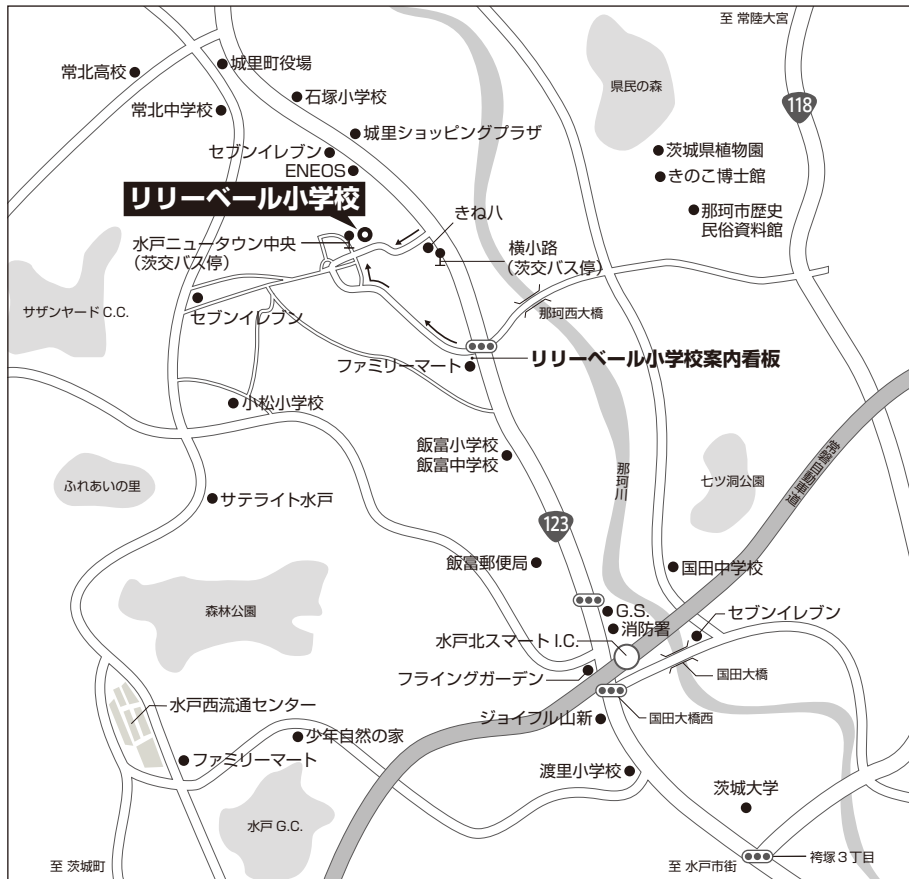 至 常陸大宮
城里町役場
常北高校
県民の森
石塚小学校
118
常北中学校
城里ショッピングプラザ
セブンイレブン
茨城県植物園
ENEOS
きのこ博士館
リリーベール小学校
きね八
那珂市歴史
民俗資料館
水戸ニュータウン中央
(茨交バス停)
横小路
(茨交バス停)
サザンヤード C.C.
セブンイレブン
那珂西大橋
ファミリーマート
リリーベール小学校案内看板
小松小学校
飯富小学校
飯富中学校
常磐自動車道
ふれあいの里
那珂川
七ツ洞公園
サテライト水戸
123
飯富郵便局
国田中学校
森林公園
G.S.
セブンイレブン
消防署
水戸北スマート I.C.
フライングガーデン
国田大橋
水戸西流通センター
ジョイフル山新
国田大橋西
少年自然の家
ファミリーマート
渡里小学校
茨城大学
水戸 G.C.
至 茨城町
至 水戸市街
袴塚3丁目